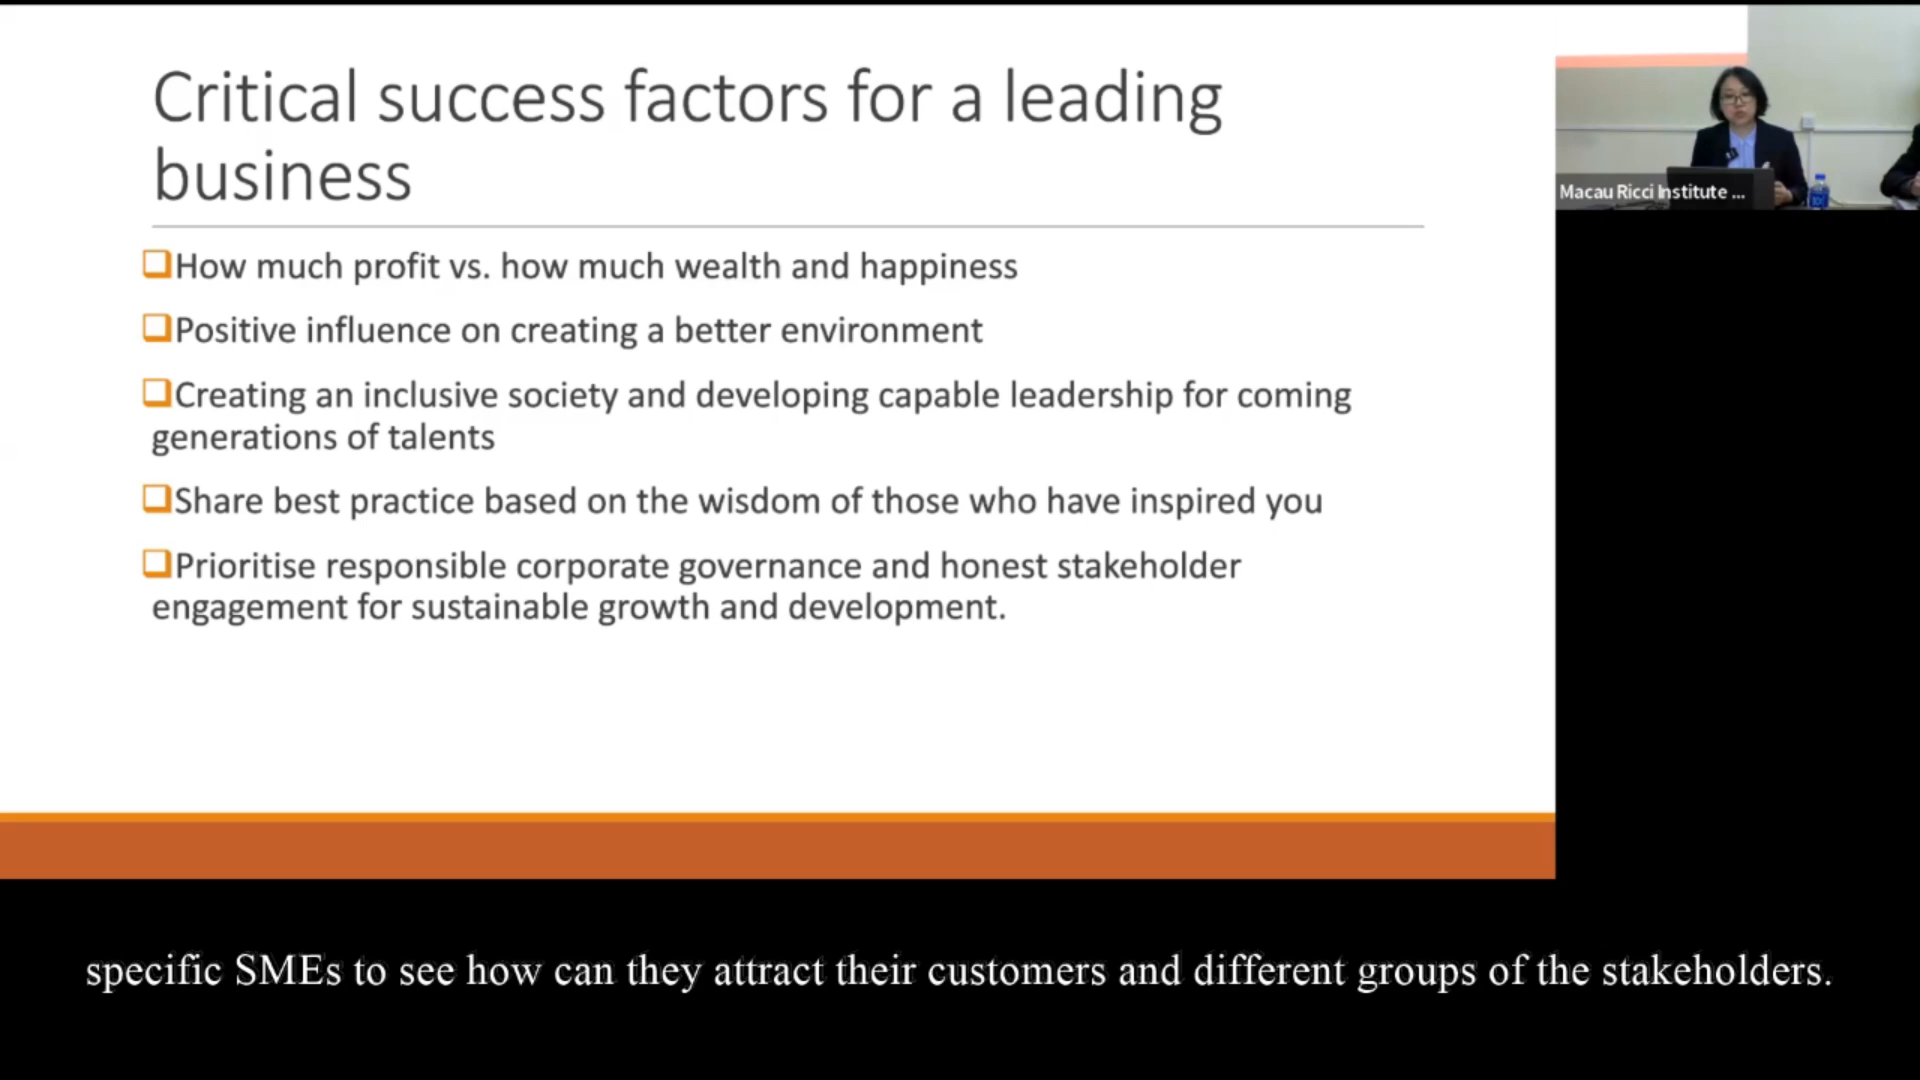 Critical success factors for a leading
business
How much profit vs. how much wealth and happiness
Positive influence on creating a better environment
Creating an inclusive society and developing capable leadership for coming
generations of talents
Share best practice based on the wisdom of those who have inspired you
Prioritise responsible corporate governance and honest stakeholder
engagement for sustainable growth and development.
Macau Ricci Institute ...
specific SMEs to see how can they attract their customers and different groups of the stakeholders.